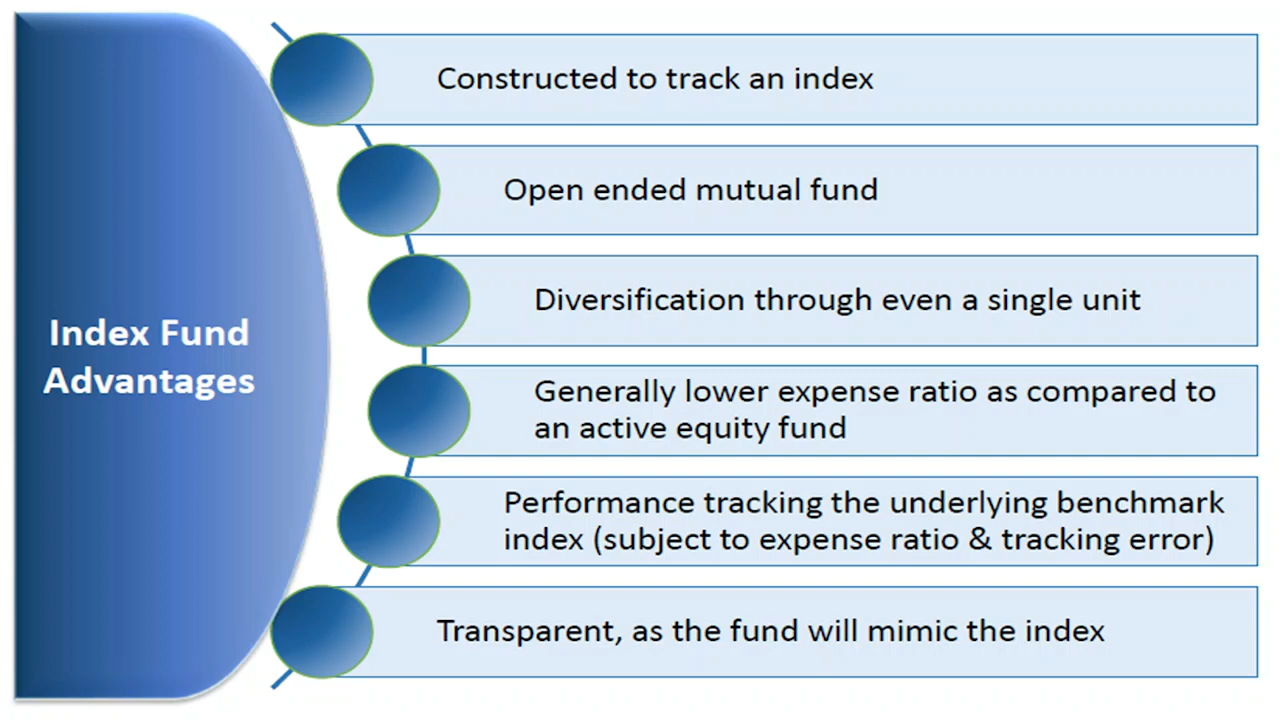 Index Fund
Advantages
Constructed to track an index
Open ended mutual fund
Diversification through even a single unit
Generally lower expense ratio as compared to
an active equity fund
Performance tracking the underlying benchmark
index (subject to expense ratio & tracking error)
Transparent, as the fund will mimic the index